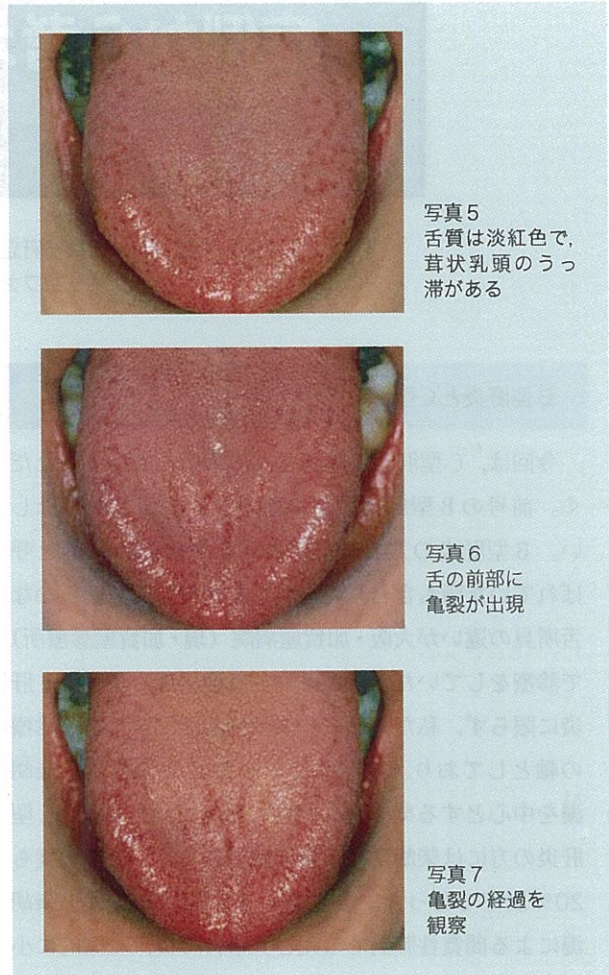 写真5
舌質は淡紅色で,
茸状乳頭のうっ
滞がある
写真6
舌の前部に
亀裂が出現
写真7
亀裂の経過を
観察